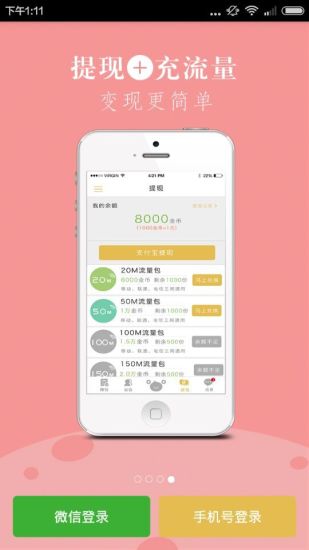 下午1:11
提现+充流量
变现更简单
VIRGIN
4:21 PM
22%
提现
我的余额
8000金币
(1000金币=1元)
支付宝提现
20M
20M流量包
6000金币 剩余1090份
移动、联通、电信三网通用
马上兑换
50M
50M流量包
1万金币 剩余500份
移动、联通、电信三网通用
马上兑换
100M
100M流量包
1.5万金币 剩余500份
移动、联通、电信三网通用
余额不足
150M
150M流量包
2.0万金币 剩余500份
余额不足
微信登录
手机号登录